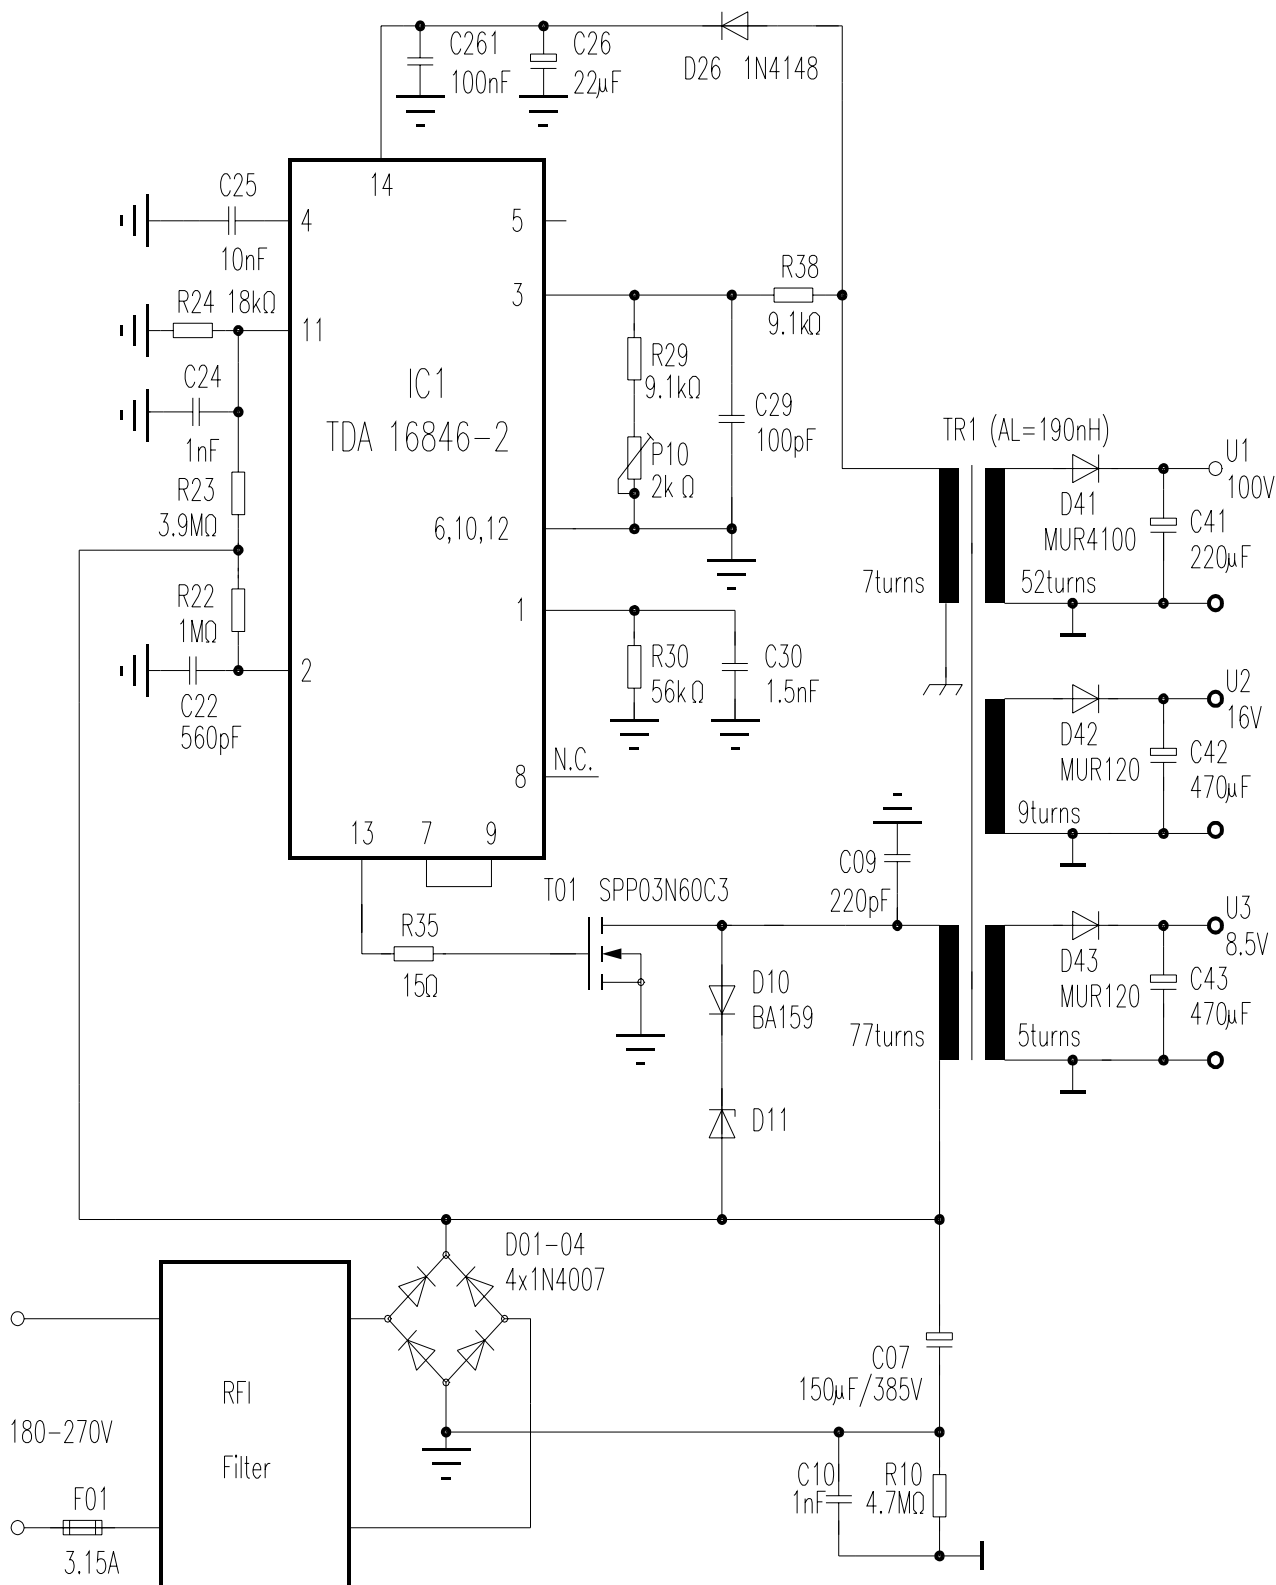 C261
100nF
C26
22µF
D26 1N4148
14
C25
10nF
4
5
R24 18kΩ
11
3
R38
9.1kΩ
C24
1nF
IC1
TDA 16846-2
R29
9.1kΩ
C29
100pF
P10
2kΩ
R23
3.9MΩ
6,10,12
TR1 (AL=190nH)
U1
100V
D41
MUR4100
C41
220µF
7turns
52turns
R22
1MΩ
1
2
C22
560pF
R30
56kΩ
C30
1.5nF
8
N.C.
U2
16V
D42
MUR120
C42
470µF
9turns
13
7
9
T01 SPP03N60C3
C09
220pF
R35
15Ω
D10
BA159
D11
77turns
U3
8.5V
D43
MUR120
C43
470µF
5turns
D01-04
4x1N4007
RFI
Filter
180-270V
F01
3.15A
C07
150µF/385V
C10
1nF
R10
4.7MΩ